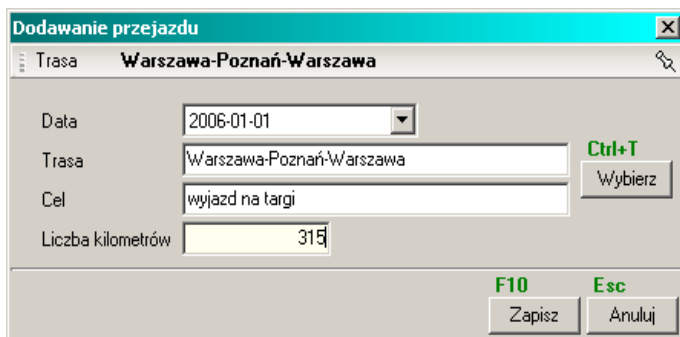 Dodawanie przejazdu
Trasa Warszawa-Poznań-Warszawa
Data 2006-01-01
Ctrl+T
Trasa Warszawa-Poznań-Warszawa
Wybierz
Cel wyjazd na targi
Liczba kilometrów 315
F10 Esc
Zapisz Anuluj